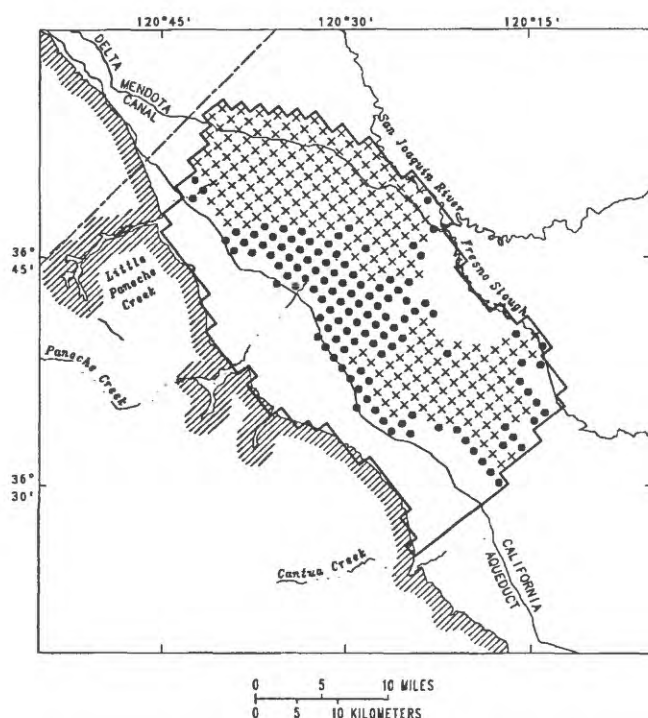 120°45' 120°30' 120°15'
DELTA
MENDOTA
CANAL
San Joaquin River
Fresno Slough
36°
45'
Little
Panoche
Creek
Panoche Creek
36°
30'
Cantua Creek
CALIFORNIA
AQUEDUCT
0 5 10 MILES
0 5 10 KILOMETERS